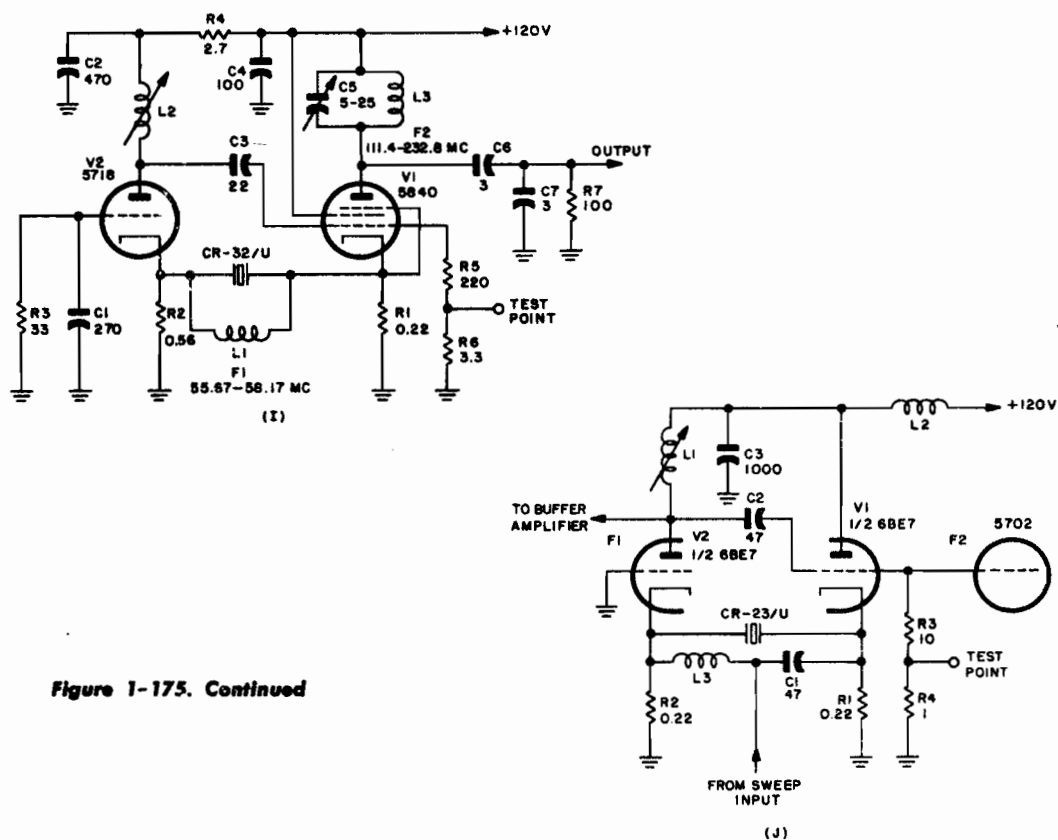 R4
2.7
+120V
C2
470
C4
100
C5
5-25
L3
L2
F2
111.4-232.8 MC
C3
22
C6
3
OUTPUT
V2
5718
V1
5840
C7
3
R7
100
CR-32/U
R5
220
TEST
POINT
R3
33
C1
270
R2
0.56
L1
F1
55.67-58.17 MC
R1
0.22
R6
3.3
(I)
+120V
L2
L1
C3
1000
TO BUFFER
AMPLIFIER
C2
47
V1
1/2 6BE7
F1
V2
1/2 6BE7
F2
5702
CR-23/U
R3
10
L3
C1
47
TEST
POINT
R2
0.22
R1
0.22
R4
1
FROM SWEEP
INPUT
(J)
Figure 1-175. Continued